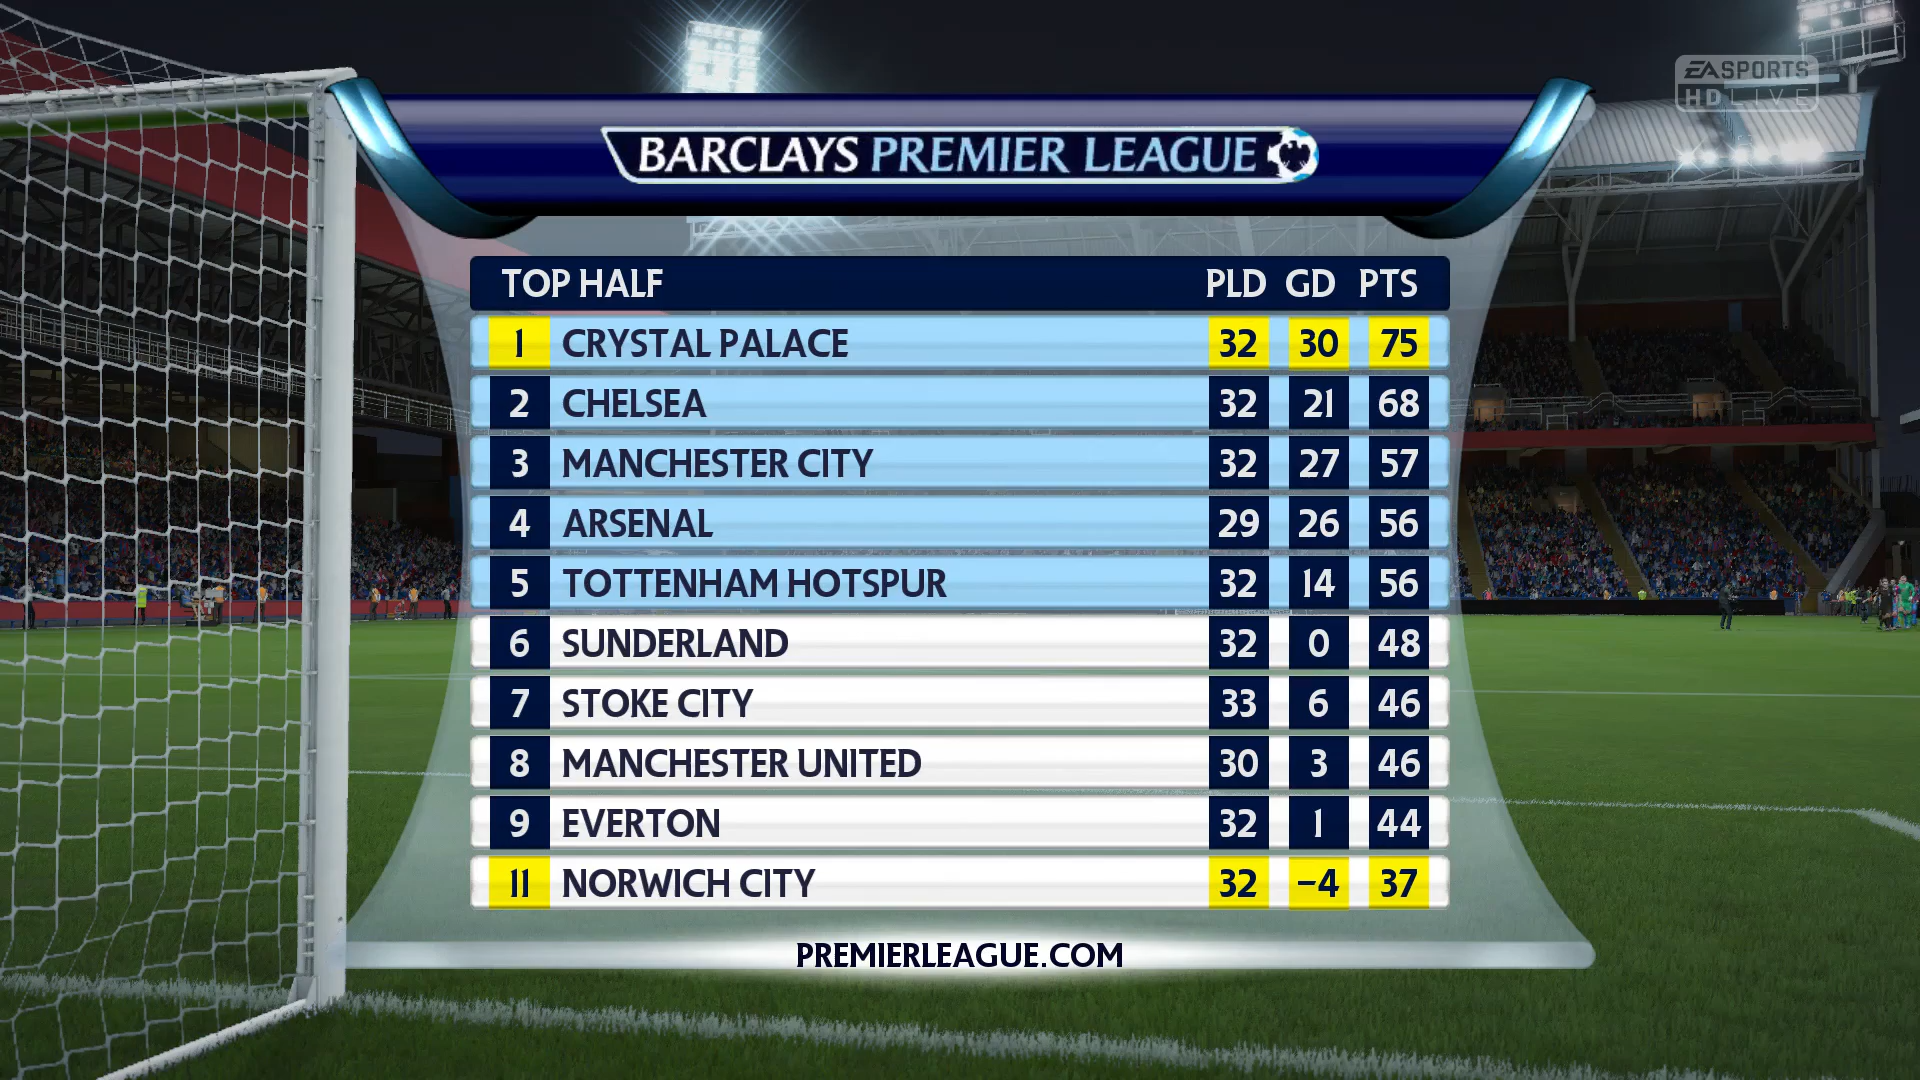 EA SPORTS
HD LIVE
BARCLAYS PREMIER LEAGUE
TOP HALF PLD GD PTS
1 CRYSTAL PALACE 32 30 75
2 CHELSEA 32 21 68
3 MANCHESTER CITY 32 27 57
4 ARSENAL 29 26 56
5 TOTTENHAM HOTSPUR 32 14 56
6 SUNDERLAND 32 0 48
7 STOKE CITY 33 6 46
8 MANCHESTER UNITED 30 3 46
9 EVERTON 32 1 44
11 NORWICH CITY 32 -4 37
PREMIERLEAGUE.COM